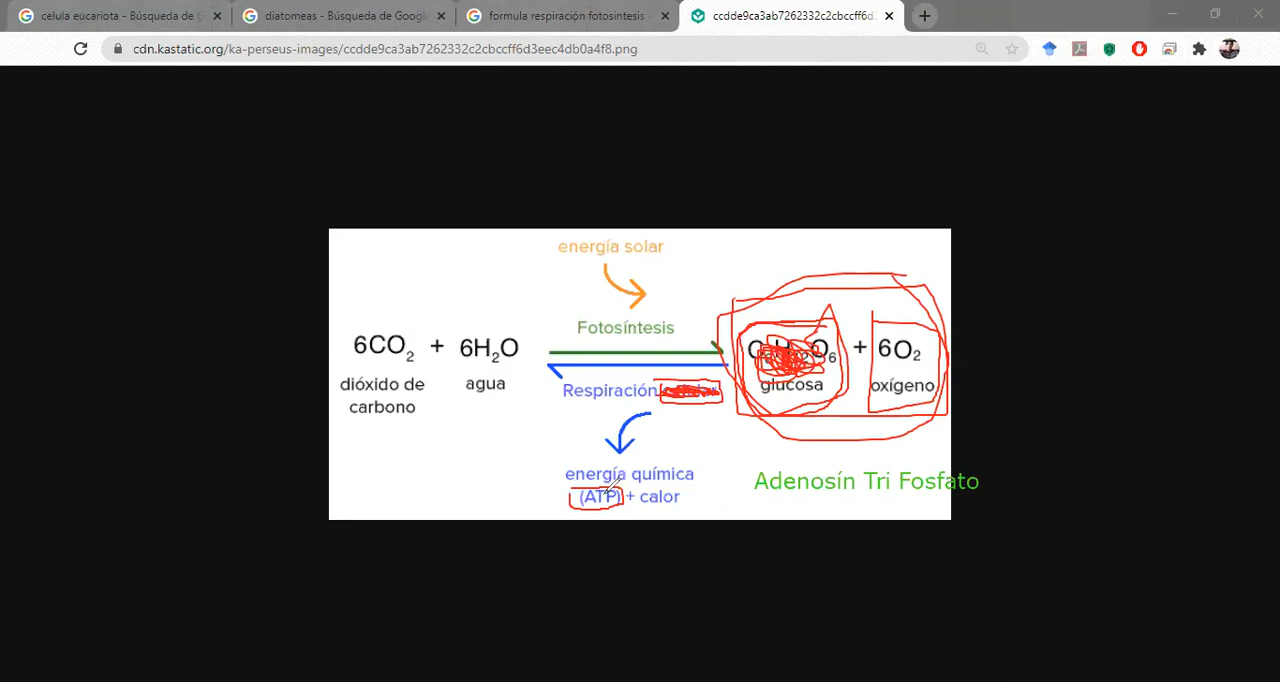 celula eucariota - Búsqueda de G
diatomeas - Búsqueda de Google
formula respiración fotosintesis -
ccdde9ca3ab7262332c2cbccff6d3
cdn.kastatic.org/ka-perseus-images/ccdde9ca3ab7262332c2cbccff6d3eec4db0a4f8.png
energía solar
Fotosíntesis
6CO₂ + 6H₂O
+ 6O₂
dióxido de carbono
agua
Respiración
glucosa
oxígeno
energía química
(ATP) + calor
Adenosín Tri Fosfato